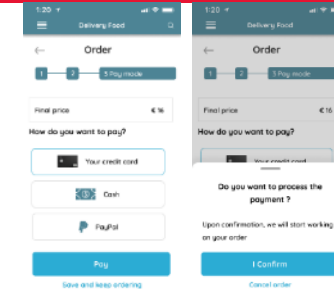 1:20
Delivery Food
Order
1
2
3 Pay mode
Final price
€ 16
How do you want to pay?
Your credit card
Cash
PayPal
Pay
Save and keep ordering
1:20
Delivery Food
Order
1
2
3 Pay mode
Final price
€ 16
How do you want to pay?
Your credit card
Do you want to process the
payment ?
Upon confirmation, we will start working
on your order
I Confirm
Cancel order